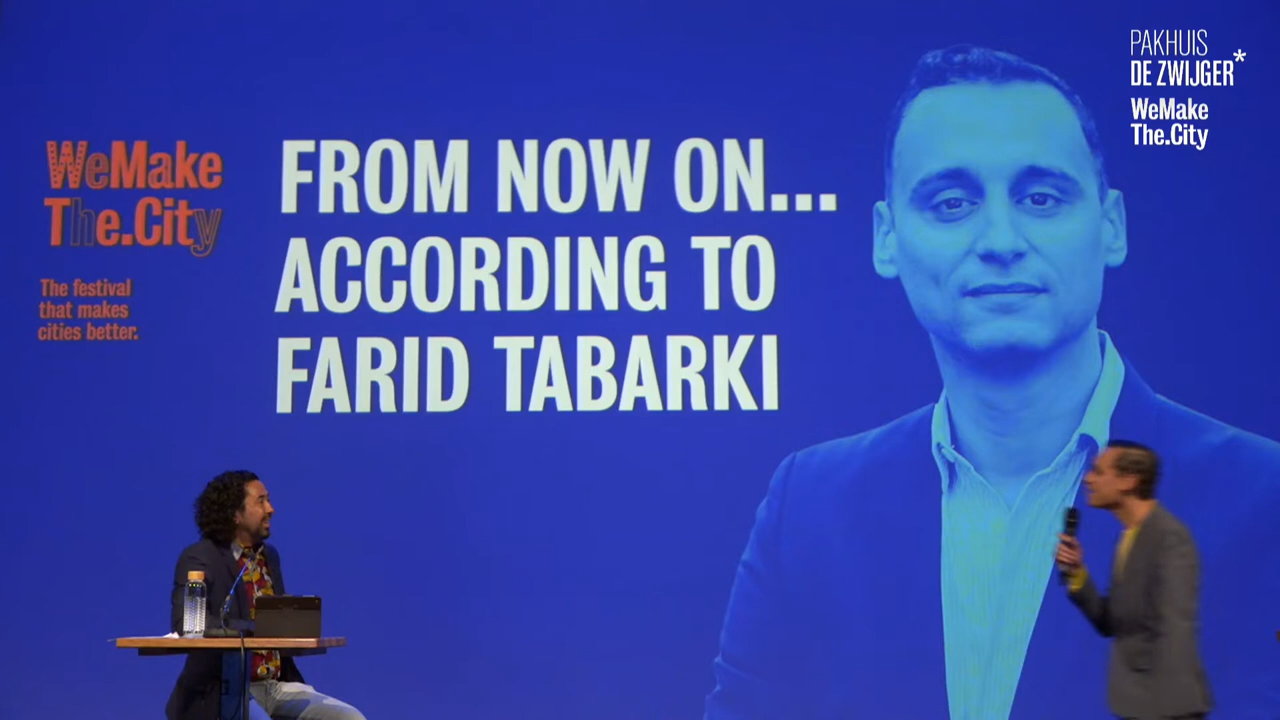 WeMake
The.City
The festival
that makes
cities better.
FROM NOW ON...
ACCORDING TO
FARID TABARKI
PAKHUIS
DE ZWIJGER*
WeMake
The.City